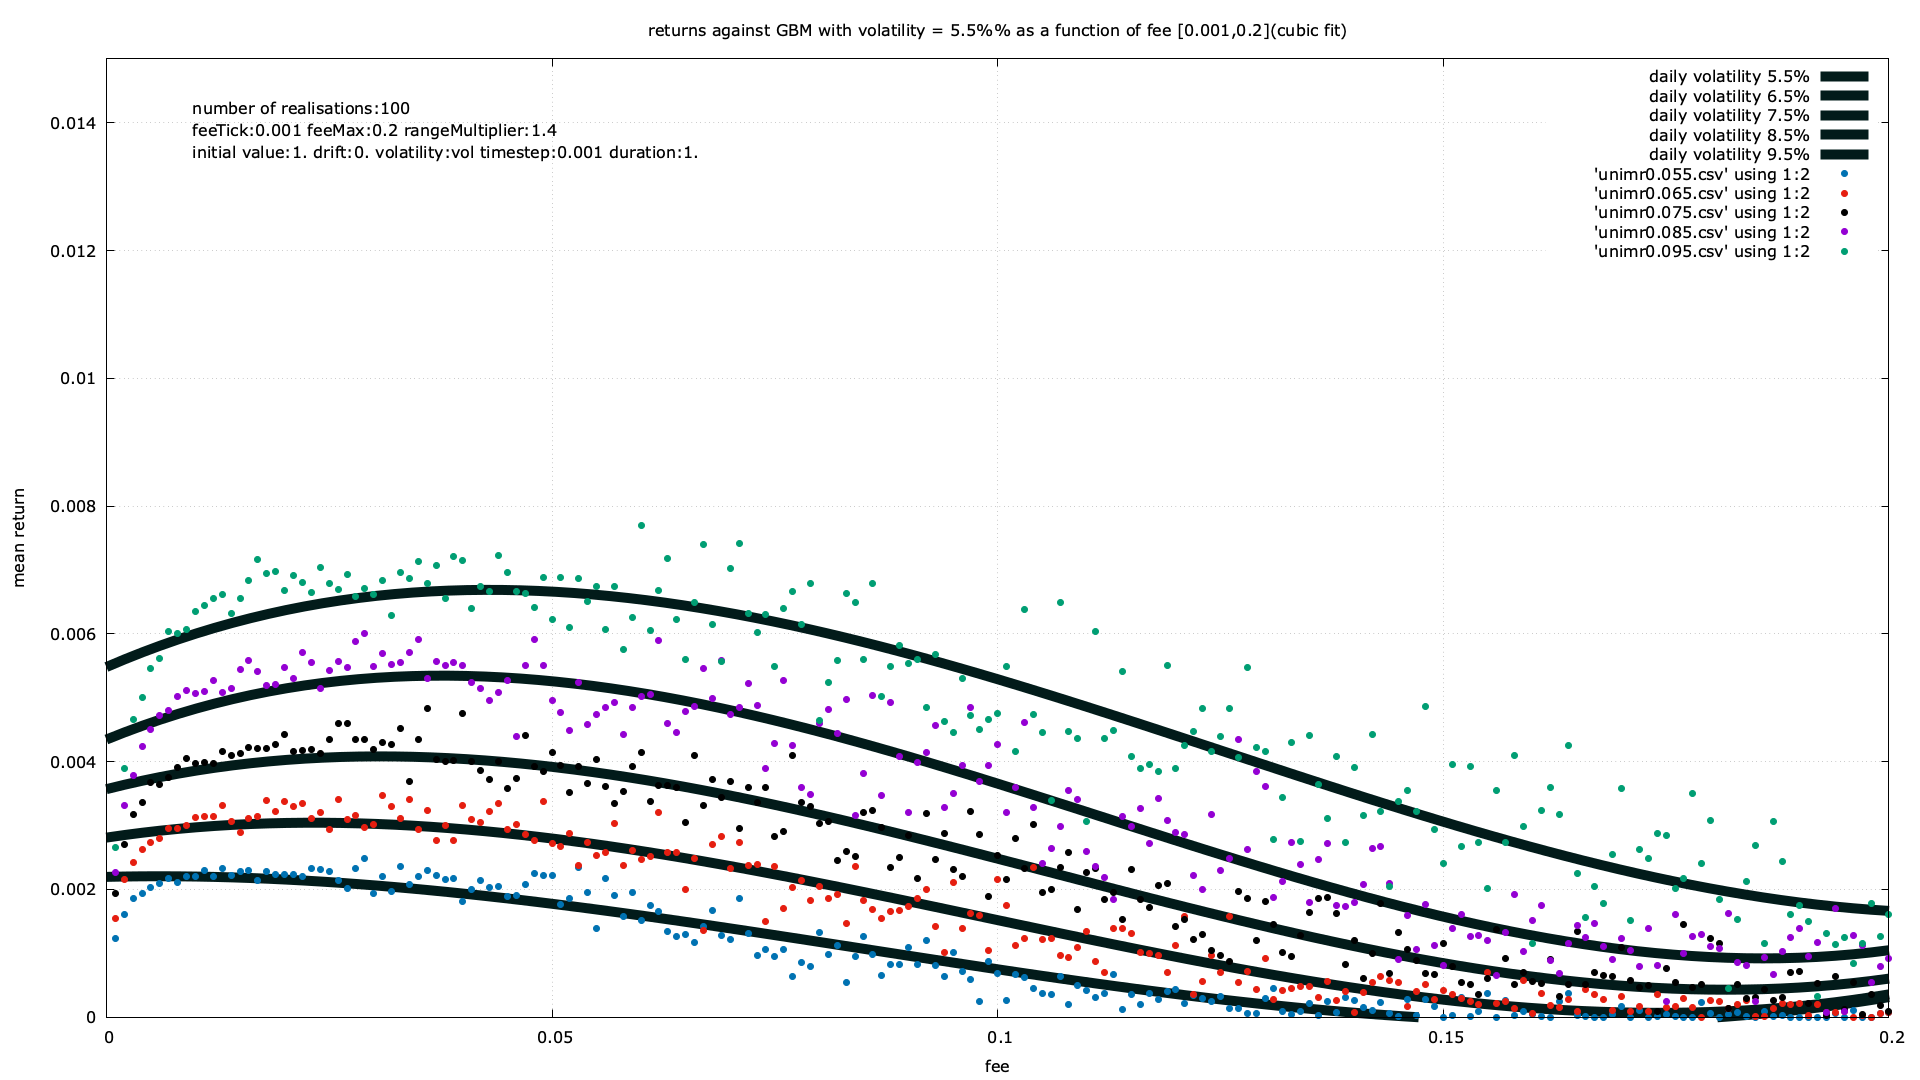 returns against GBM with volatility = 5.5%% as a function of fee [0.001,0.2](cubic fit)
number of realisations:100
feeTick:0.001 feeMax:0.2 rangeMultiplier:1.4
initial value:1. drift:0. volatility:vol timestep:0.001 duration:1.
daily volatility 5.5%
daily volatility 6.5%
daily volatility 7.5%
daily volatility 8.5%
daily volatility 9.5%
'unimr0.055.csv' using 1:2
'unimr0.065.csv' using 1:2
'unimr0.075.csv' using 1:2
'unimr0.085.csv' using 1:2
'unimr0.095.csv' using 1:2
mean return
0.014
0.012
0.01
0.008
0.006
0.004
0.002
0
0
0.05
0.1
0.15
0.2
fee